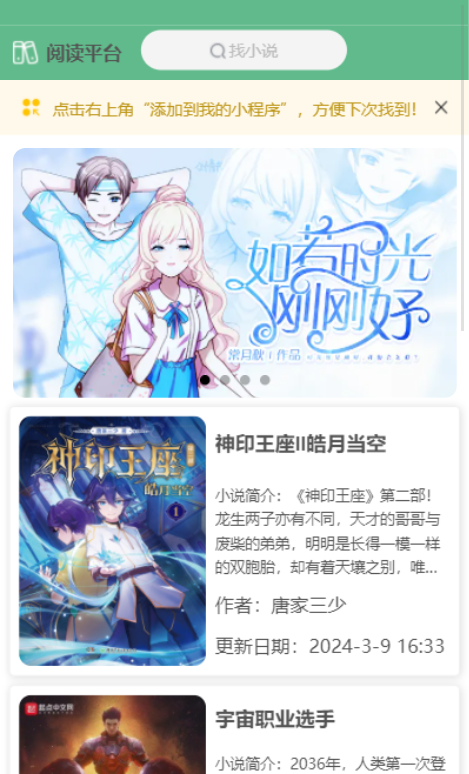 阅读平台
找小说
点击右上角“添加到我的小程序”，方便下次找到！
如若时光
刚刚好
常月秋 作品
神印王座
皓月当空
1
神印王座II皓月当空
小说简介：《神印王座》第二部！
龙生两子亦有不同，天才的哥哥与
废柴的弟弟，明明是长得一模一样
的双胞胎，却有着天壤之别，唯...
作者：唐家三少
更新日期：2024-3-9 16:33
起点中文网
宇宙职业选手
小说简介：2036年，人类第一次登